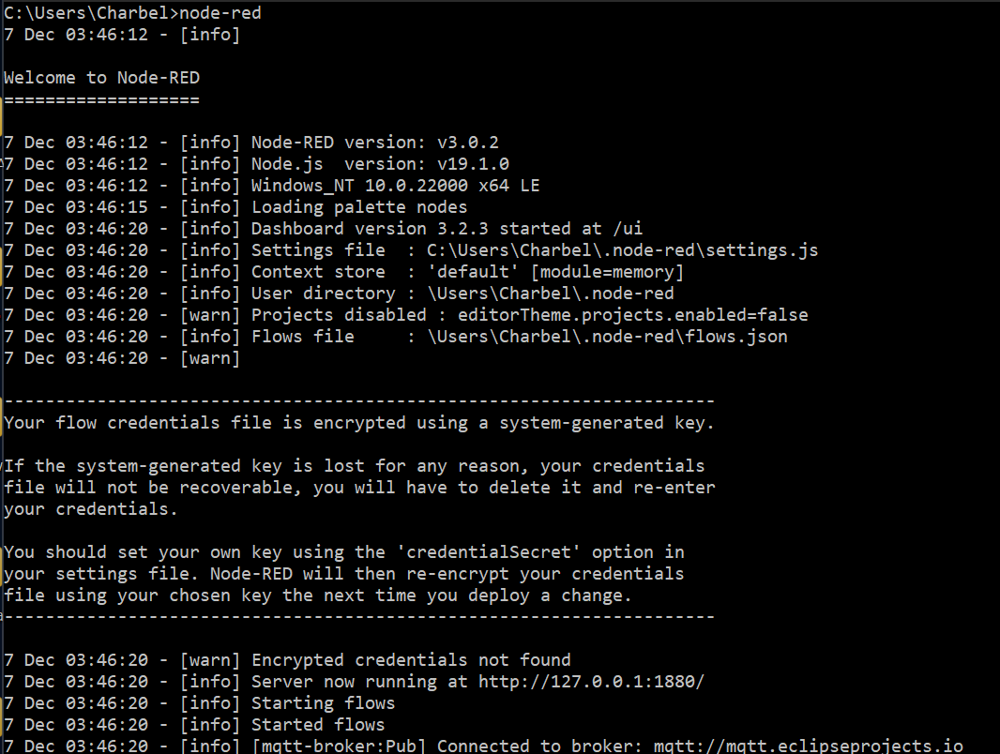 C:\Users\Charbel>node-red
7 Dec 03:46:12 - [info]
Welcome to Node-RED
===================
7 Dec 03:46:12 - [info] Node-RED version: v3.0.2
7 Dec 03:46:12 - [info] Node.js  version: v19.1.0
7 Dec 03:46:12 - [info] Windows_NT 10.0.22000 x64 LE
7 Dec 03:46:15 - [info] Loading palette nodes
7 Dec 03:46:20 - [info] Dashboard version 3.2.3 started at /ui
7 Dec 03:46:20 - [info] Settings file  : C:\Users\Charbel\.node-red\settings.js
7 Dec 03:46:20 - [info] Context store  : 'default' [module=memory]
7 Dec 03:46:20 - [info] User directory : \Users\Charbel\.node-red
7 Dec 03:46:20 - [warn] Projects disabled : editorTheme.projects.enabled=false
7 Dec 03:46:20 - [info] Flows file     : \Users\Charbel\.node-red\flows.json
7 Dec 03:46:20 - [warn]
---------------------------------------------------------------------
Your flow credentials file is encrypted using a system-generated key.
If the system-generated key is lost for any reason, your credentials
file will not be recoverable, you will have to delete it and re-enter
your credentials.
You should set your own key using the 'credentialSecret' option in
your settings file. Node-RED will then re-encrypt your credentials
file using your chosen key the next time you deploy a change.
---------------------------------------------------------------------
7 Dec 03:46:20 - [warn] Encrypted credentials not found
7 Dec 03:46:20 - [info] Server now running at http://127.0.0.1:1880/
7 Dec 03:46:20 - [info] Starting flows
7 Dec 03:46:20 - [info] Started flows
7 Dec 03:46:20 - [info] [mqtt-broker:Pub] Connected to broker: mqtt://mqtt.eclipseprojects.io